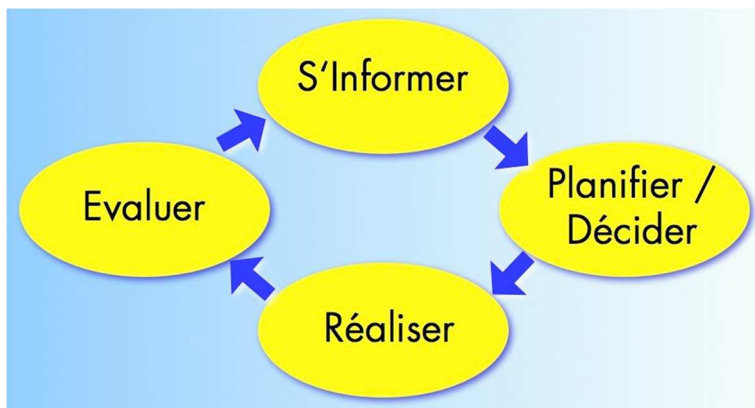 S‘Informer
Planifier /
Décider
Réaliser
Evaluer